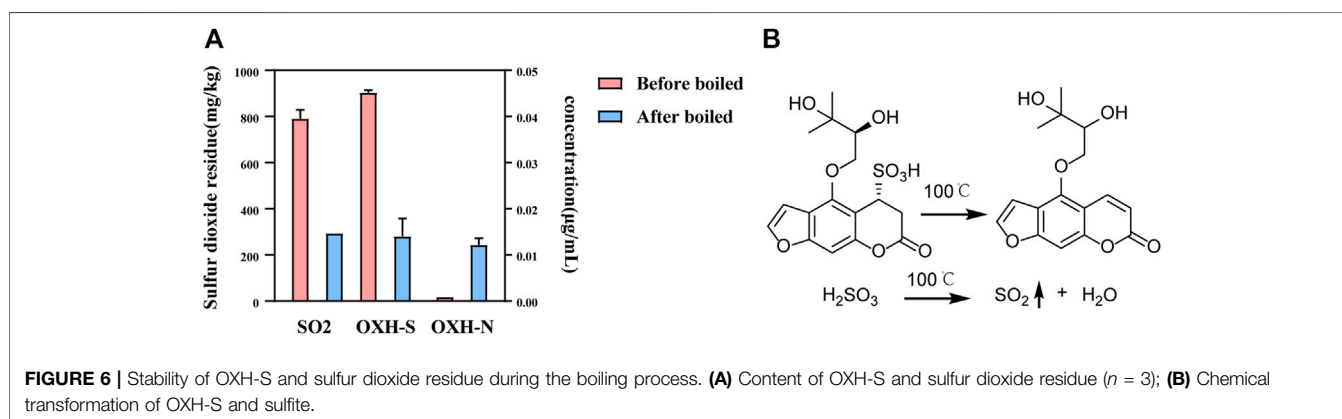 A
B
Sulfur dioxide residue(mg/kg)
1000
800
600
400
200
0
0.05
0.04
0.03
0.02
0.01
0.00
concentration(μg/mL)
SO2 OXH-S OXH-N
Before boiled
After boiled
HO
OH
O
SO₃H
O
O
O
100℃
HO
OH
O
O
O
O
H₂SO₃ 100℃ SO₂ + H₂O
FIGURE 6 | Stability of OXH-S and sulfur dioxide residue during the boiling process. (A) Content of OXH-S and sulfur dioxide residue (n = 3); (B) Chemical
transformation of OXH-S and sulfite.